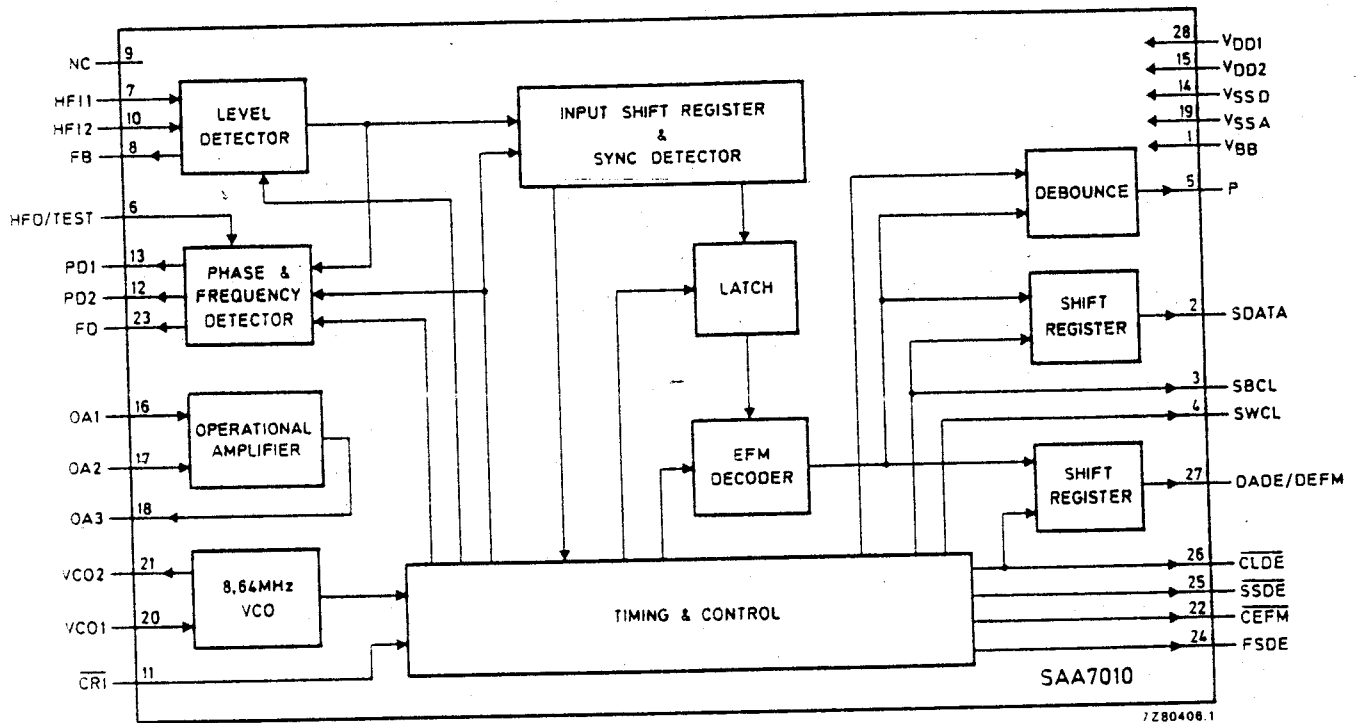 NC 9
HFI1 7
HFI2 10
FB 8
HFD/TEST 6
PD1 13
PD2 12
FO 23
OA1 16
OA2 17
OA3 18
VCO2 21
VCO1 20
CRI 11
LEVEL
DETECTOR
PHASE &
FREQUENCY
DETECTOR
OPERATIONAL
AMPLIFIER
8,64MHz
VCO
INPUT SHIFT REGISTER
&
SYNC DETECTOR
LATCH
EFM
DECODER
TIMING & CONTROL
DEBOUNCE
SHIFT
REGISTER
SHIFT
REGISTER
28 VDD1
15 VDD2
14 VSSD
19 VSSA
1 VBB
5 P
2 SDATA
3 SBCL
4 SWCL
27 DADE/DEFM
26 CLDE
25 SSDE
22 CEFM
24 FSDE
SAA7010
7Z80406.1